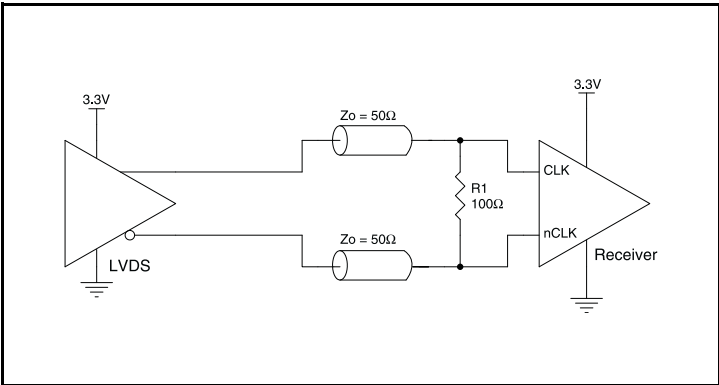 3.3V
LVDS
Zo = 50Ω
Zo = 50Ω
R1
100Ω
3.3V
CLK
nCLK
Receiver